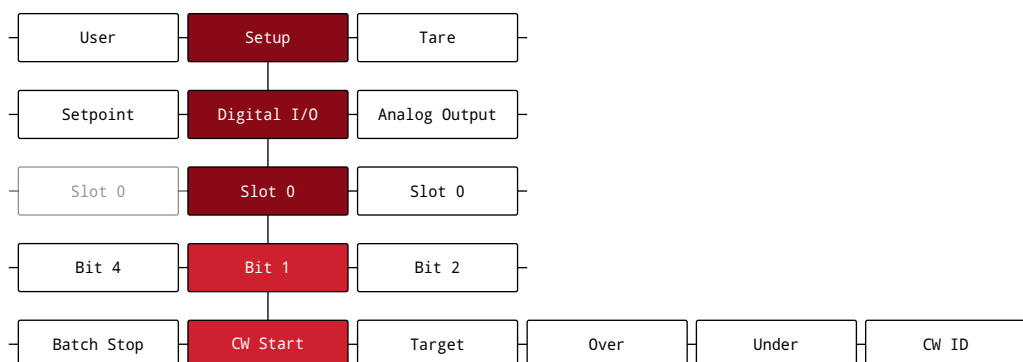 User Setup Tare
Setpoint Digital I/O Analog Output
Slot 0 Slot 0 Slot 0
Bit 4 Bit 1 Bit 2
Batch Stop CW Start Target Over Under CW ID